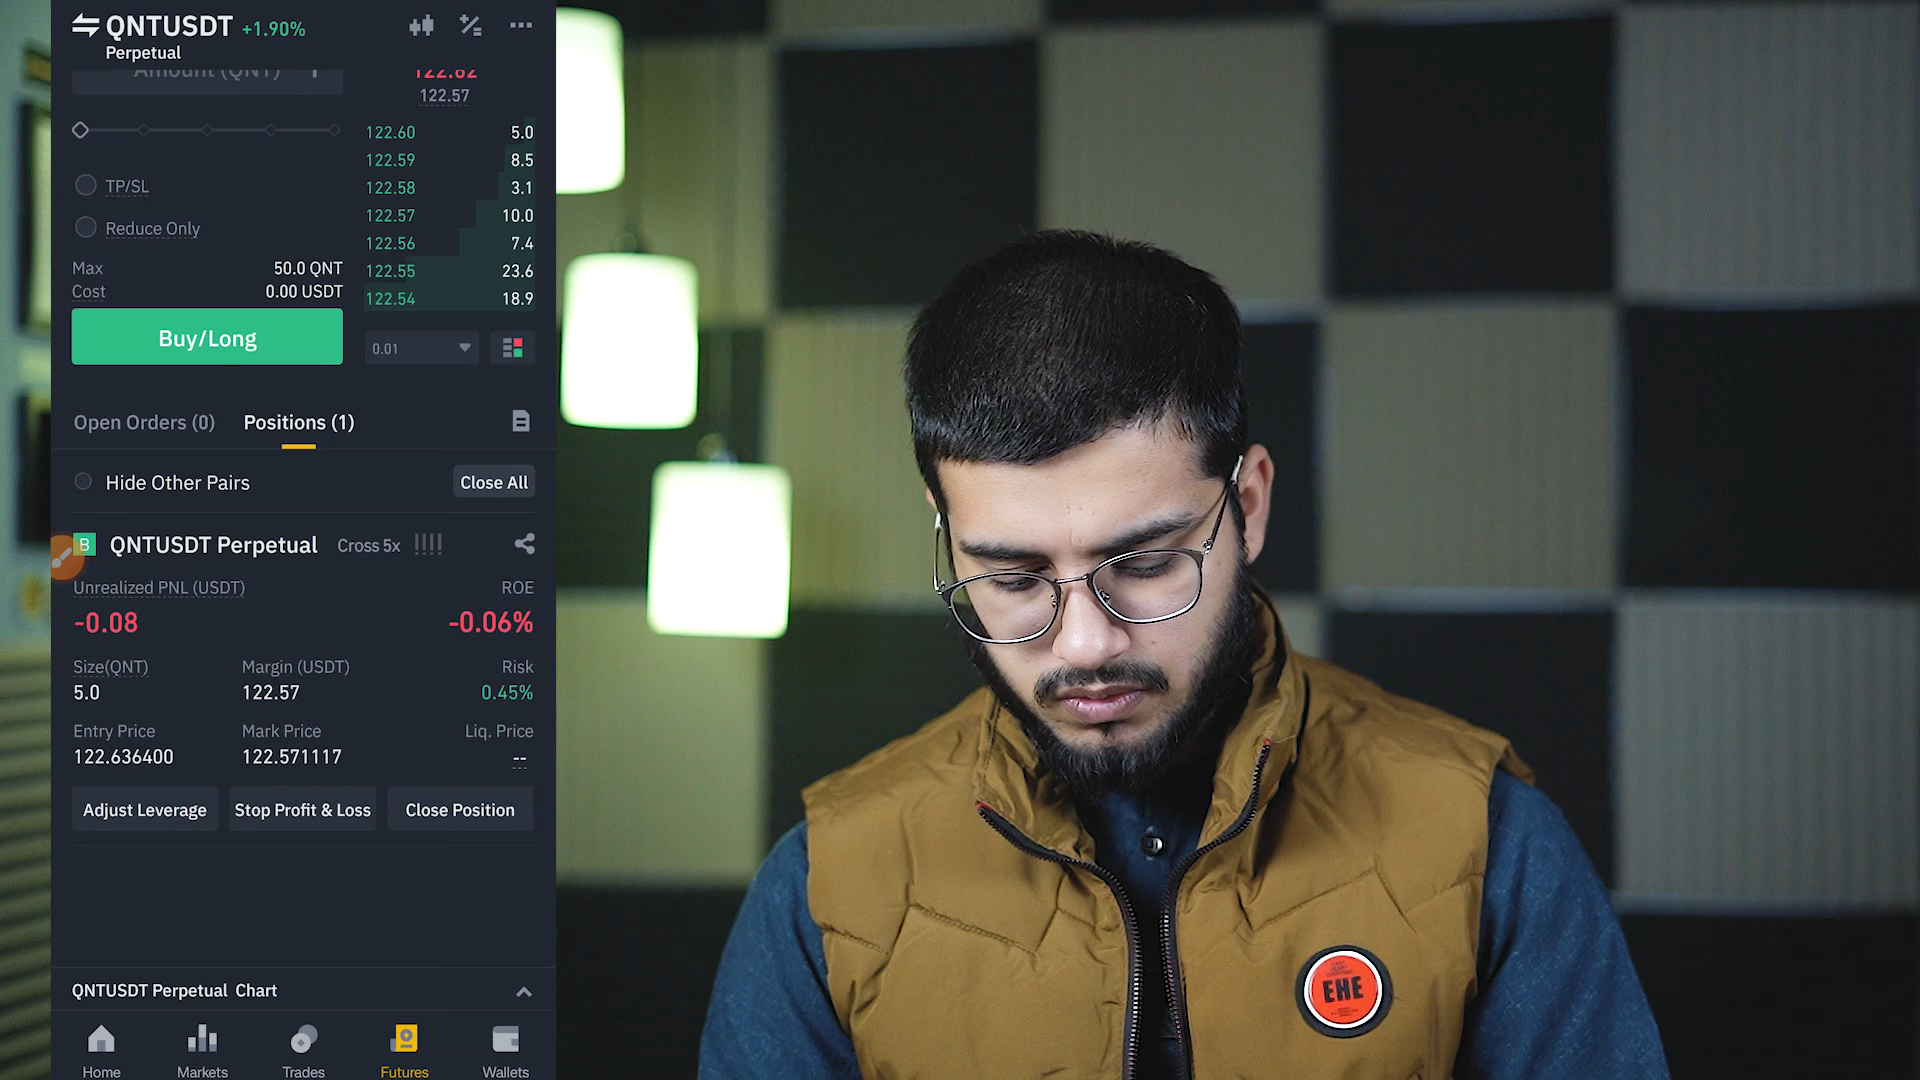 QNTUSDT +1.90%
Perpetual
Amount (QNT)
122.62
122.57
122.60 5.0
122.59 8.5
122.58 3.1
122.57 10.0
122.56 7.4
122.55 23.6
122.54 18.9
TP/SL
Reduce Only
Max 50.0 QNT
Cost 0.00 USDT
Buy/Long
0.01
Open Orders (0) Positions (1)
Hide Other Pairs Close All
B QNTUSDT Perpetual Cross 5x !!!!
Unrealized PNL (USDT) ROE
-0.08 -0.06%
Size(QNT) Margin (USDT) Risk
5.0 122.57 0.45%
Entry Price Mark Price Liq. Price
122.636400 122.571117 --
Adjust Leverage Stop Profit & Loss Close Position
QNTUSDT Perpetual Chart
Home Markets Trades Futures Wallets
EHE